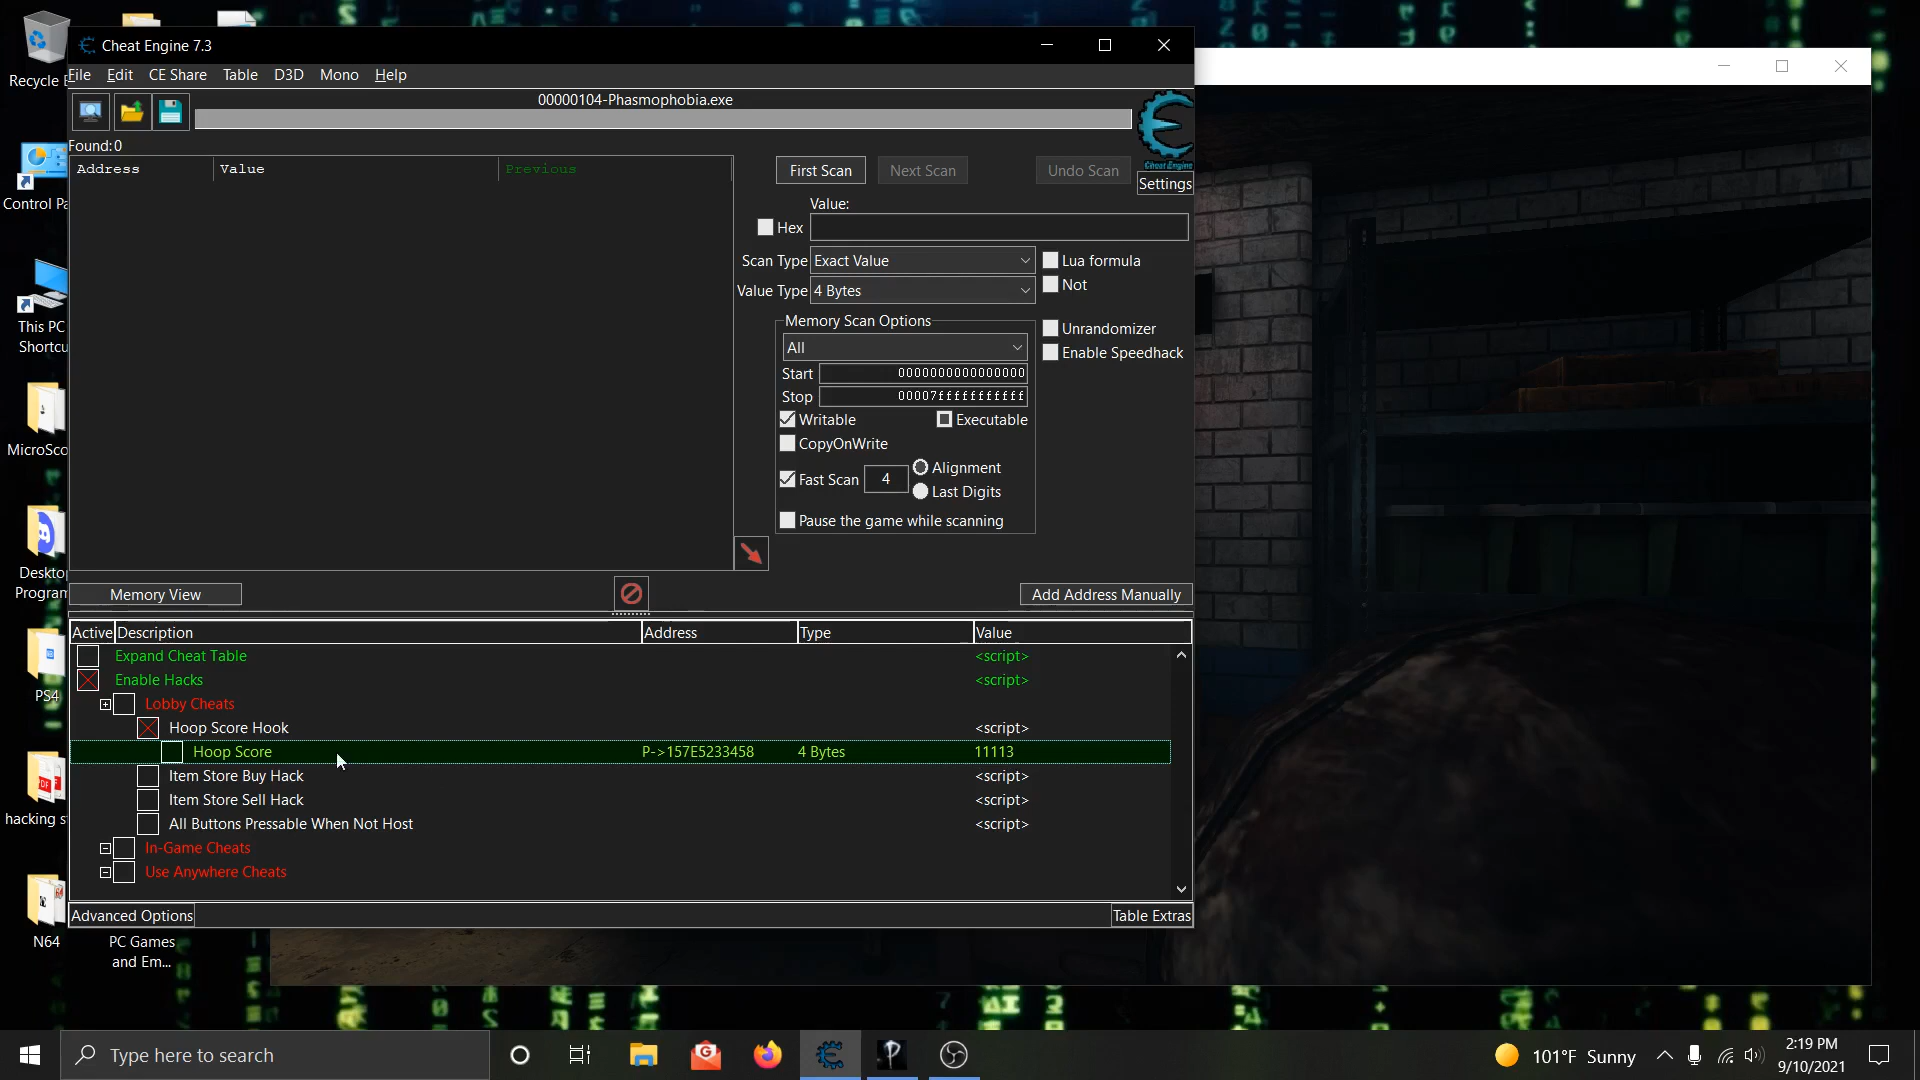 Cheat Engine 7.3
Recycle
File Edit CE Share Table D3D Mono Help
00000104-Phasmophobia.exe
Found:0
Address Value Previous
First Scan Next Scan Undo Scan
Cheat Engine
Settings
Value:
Hex
Control Pa
Scan Type Exact Value Lua formula
Value Type 4 Bytes Not
Memory Scan Options
This PC
Shortcu
All
Unrandomizer
Enable Speedhack
Start 0000000000000000
Stop 00007fffffffffff
Writable Executable
MicroSco
CopyOnWrite
Fast Scan 4 Alignment
Last Digits
Pause the game while scanning
Deskto
Program
Memory View Add Address Manually
Active Description Address Type Value
Expand Cheat Table <script>
Enable Hacks <script>
PS4
Lobby Cheats
Hoop Score Hook <script>
Hoop Score P->157E5233458 4 Bytes 11113
Item Store Buy Hack <script>
PDF
Item Store Sell Hack <script>
hacking s
All Buttons Pressable When Not Host <script>
In-Game Cheats
Use Anywhere Cheats
Advanced Options Table Extras
N64
PC Games
and Em...
Type here to search
101°F Sunny
2:19 PM
9/10/2021